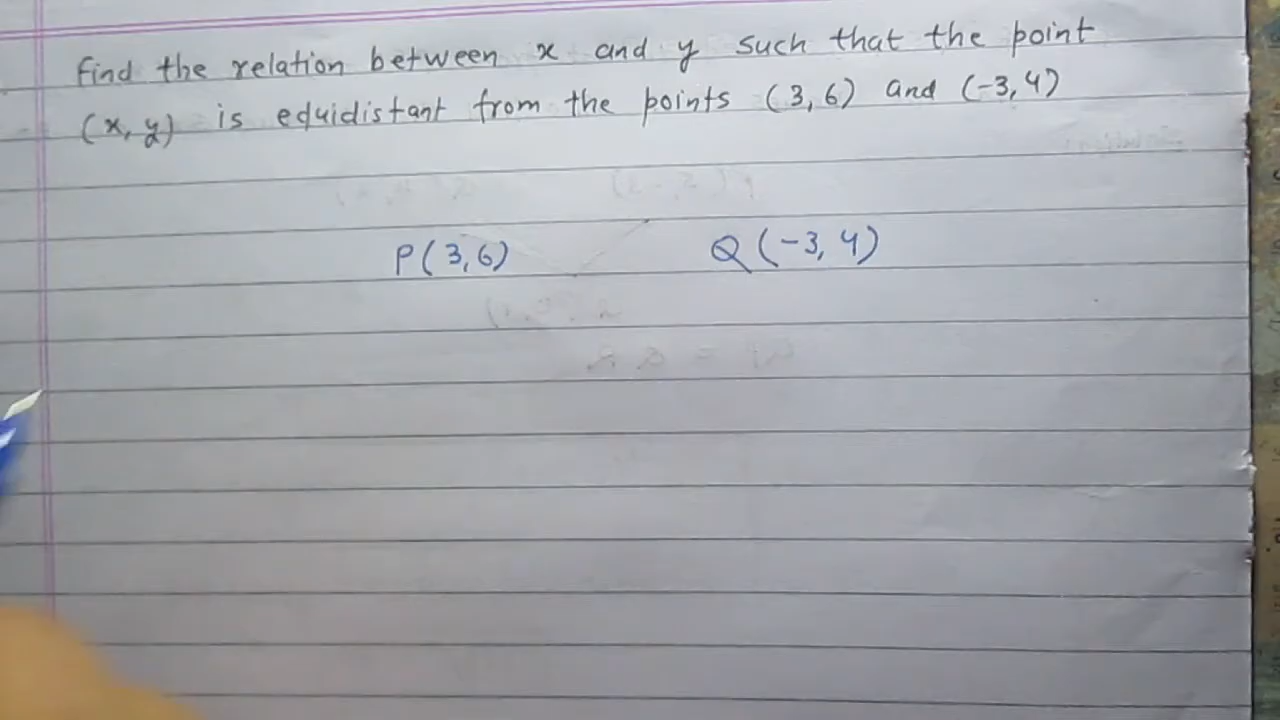 Find the relation between x and y such that the point
(x, y) is equidistant from the points (3, 6) and (-3, 4)
P(3,6) Q(-3, 4)